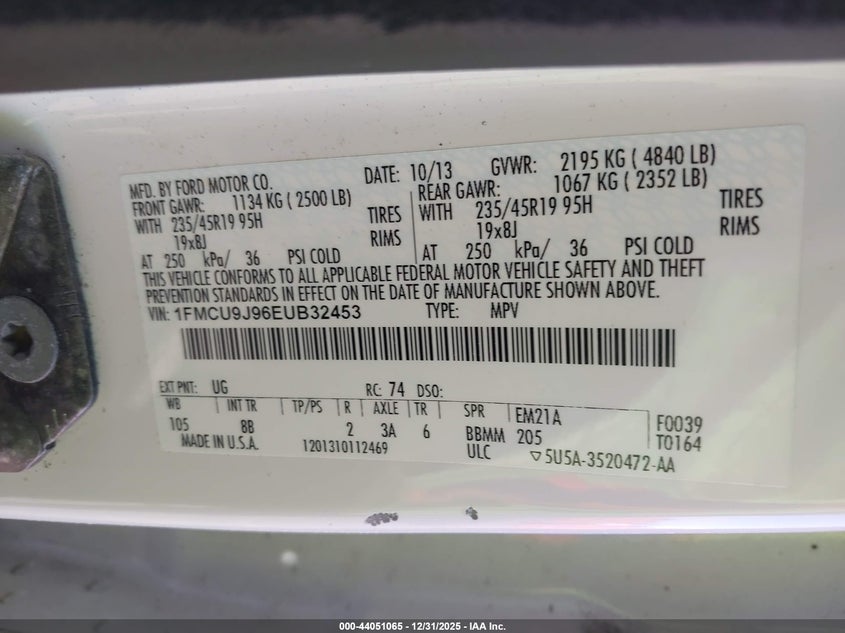 MFD. BY FORD MOTOR CO. DATE: 10/13 GVWR: 2195 KG ( 4840 LB)
FRONT GAWR: 1134 KG ( 2500 LB) REAR GAWR: 1067 KG ( 2352 LB)
WITH 235/45R19 95H TIRES WITH 235/45R19 95H TIRES
19x8J RIMS 19x8J RIMS
AT 250 kPa/ 36 PSI COLD AT 250 kPa/ 36 PSI COLD
THIS VEHICLE CONFORMS TO ALL APPLICABLE FEDERAL MOTOR VEHICLE SAFETY AND THEFT
PREVENTION STANDARDS IN EFFECT ON THE DATE OF MANUFACTURE SHOWN ABOVE.
VIN: 1FMCU9J96EUB32453 TYPE: MPV
EXT PNT: UG RC: 74 DSO:
WB INT TR TP/PS R AXLE TR SPR EM21A F0039
105 8B 2 3A 6 BBMM 205 T0164
MADE IN U.S.A. 1201310112469 ULC ▽5U5A-3520472-AA
000-44051065 - 12/31/2025 - IAA Inc.